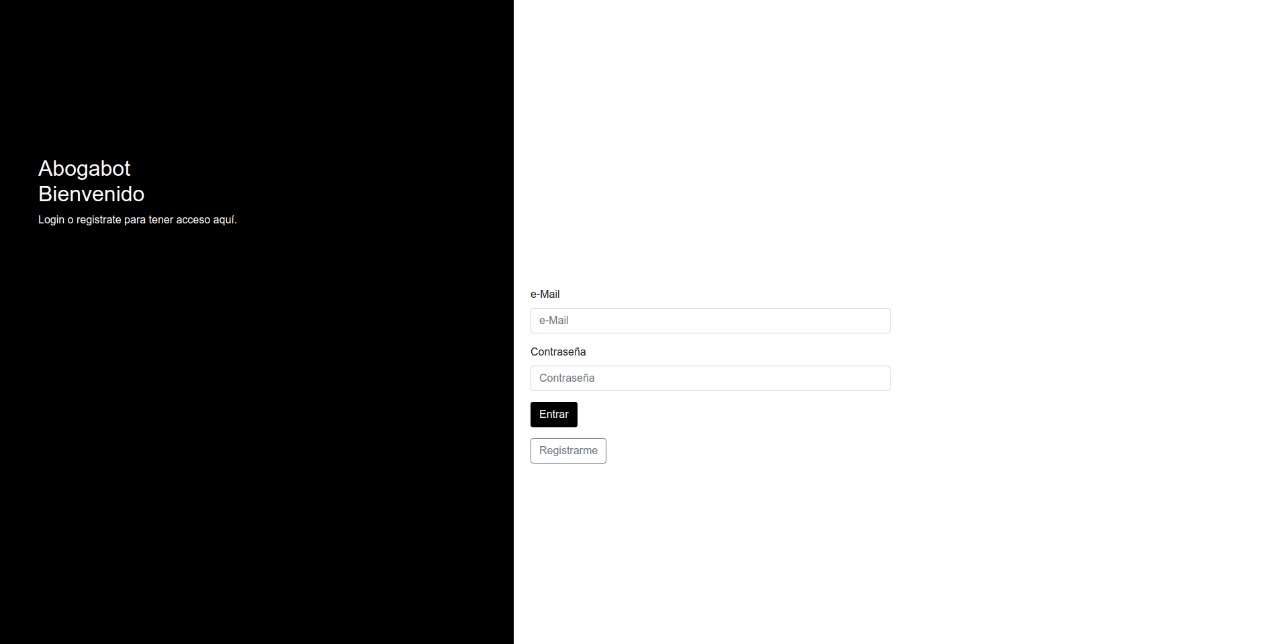 Abogabot
Bienvenido
Login o registrate para tener acceso aquí.
e-Mail
e-Mail
Contraseña
Contraseña
Entrar
Registrarme